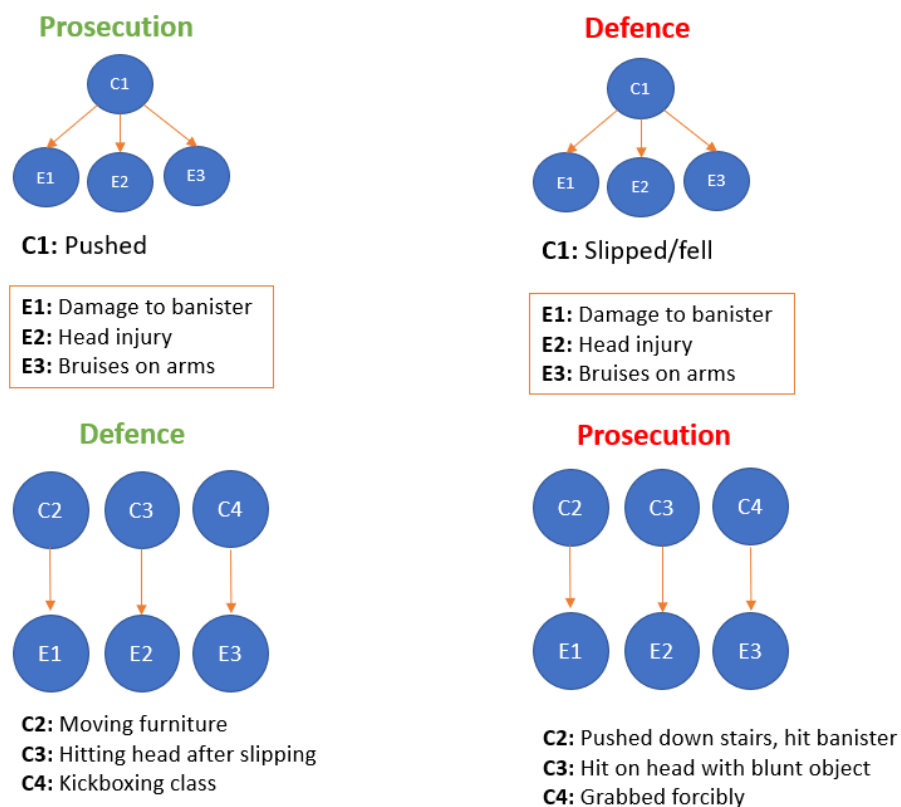 Prosecution
C1
E1
E2
E3
C1: Pushed
E1: Damage to banister
E2: Head injury
E3: Bruises on arms
Defence
C1
E1
E2
E3
C1: Slipped/fell
E1: Damage to banister
E2: Head injury
E3: Bruises on arms
Defence
C2
C3
C4
E1
E2
E3
C2: Moving furniture
C3: Hitting head after slipping
C4: Kickboxing class
Prosecution
C2
C3
C4
E1
E2
E3
C2: Pushed down stairs, hit banister
C3: Hit on head with blunt object
C4: Grabbed forcibly